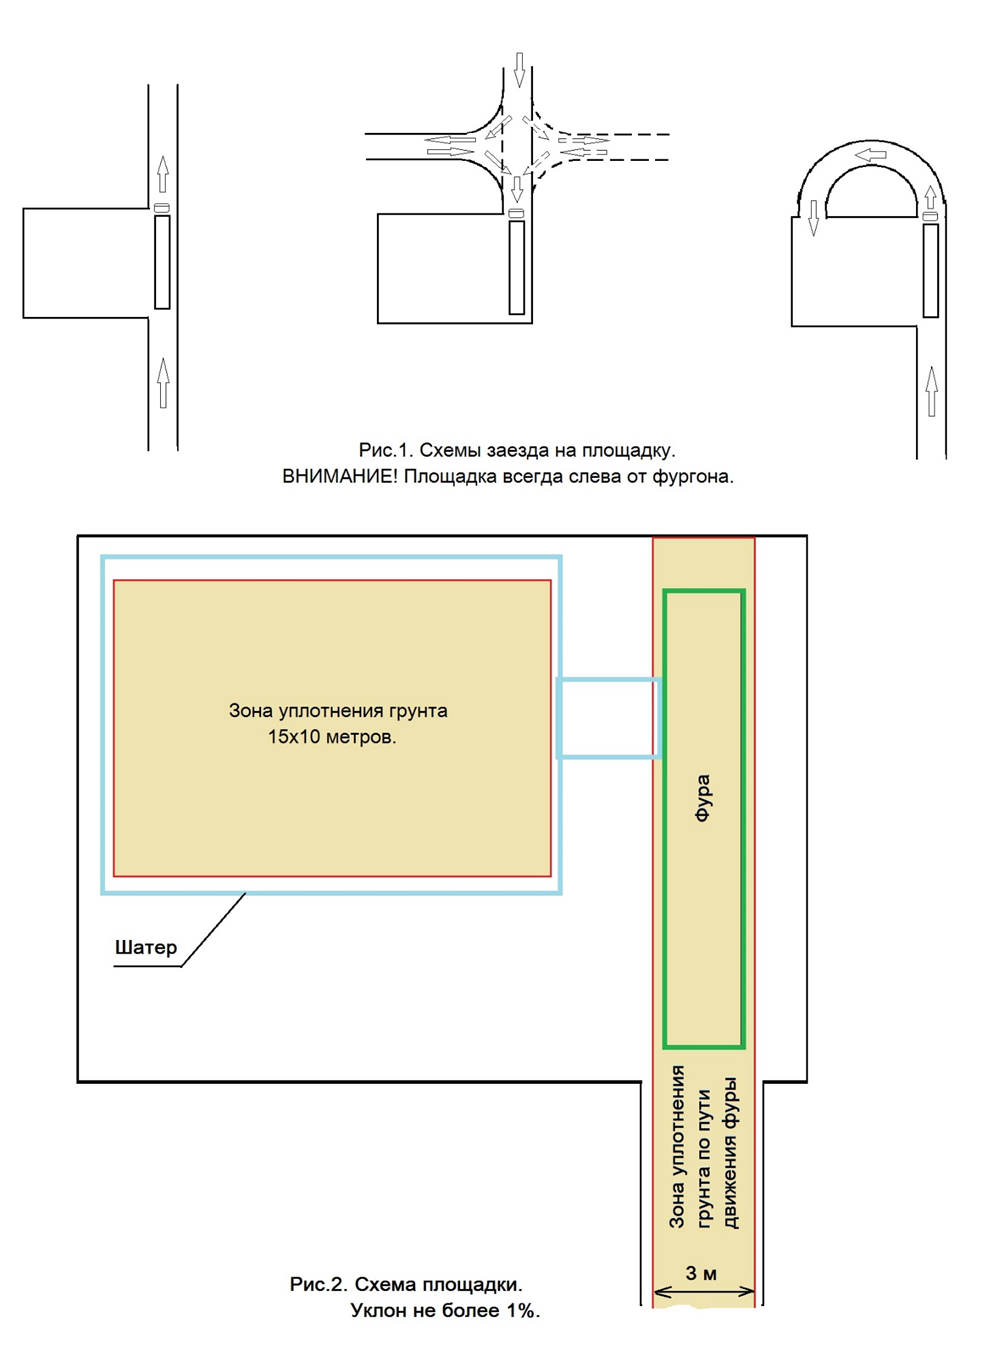 Рис.1. Схемы заезда на площадку.
ВНИМАНИЕ! Площадка всегда слева от фургона.
Зона уплотнения грунта
15х10 метров.
Фура
Шатер
Зона уплотнения
грунта по пути
движения фуры
3 м
Рис.2. Схема площадки.
Уклон не более 1%.